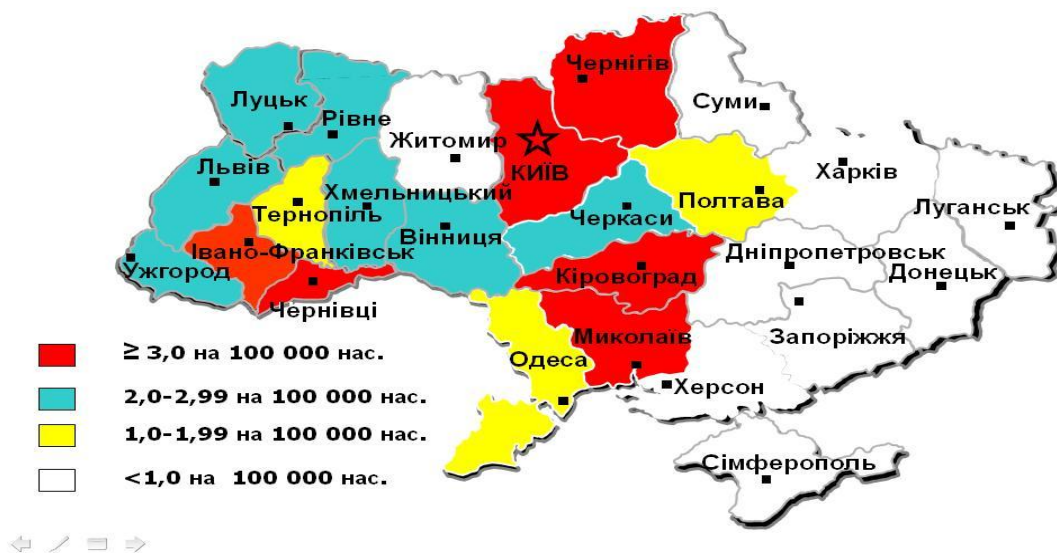 Чернігів
Луцьк
Суми
Рівне
Житомир
КИЇВ
Львів
Харків
Хмельницький
Полтава
Тернопіль
Луганськ
Черкаси
Вінниця
Івано-Франківськ
Дніпропетровськ
Ужгород
Кіровоград
Донецьк
Чернівці
Миколаїв
Запоріжжя
Одеса
Херсон
Сімферополь
≥ 3,0 на 100 000 нас.
2,0-2,99 на 100 000 нас.
1,0-1,99 на 100 000 нас.
<1,0 на 100 000 нас.